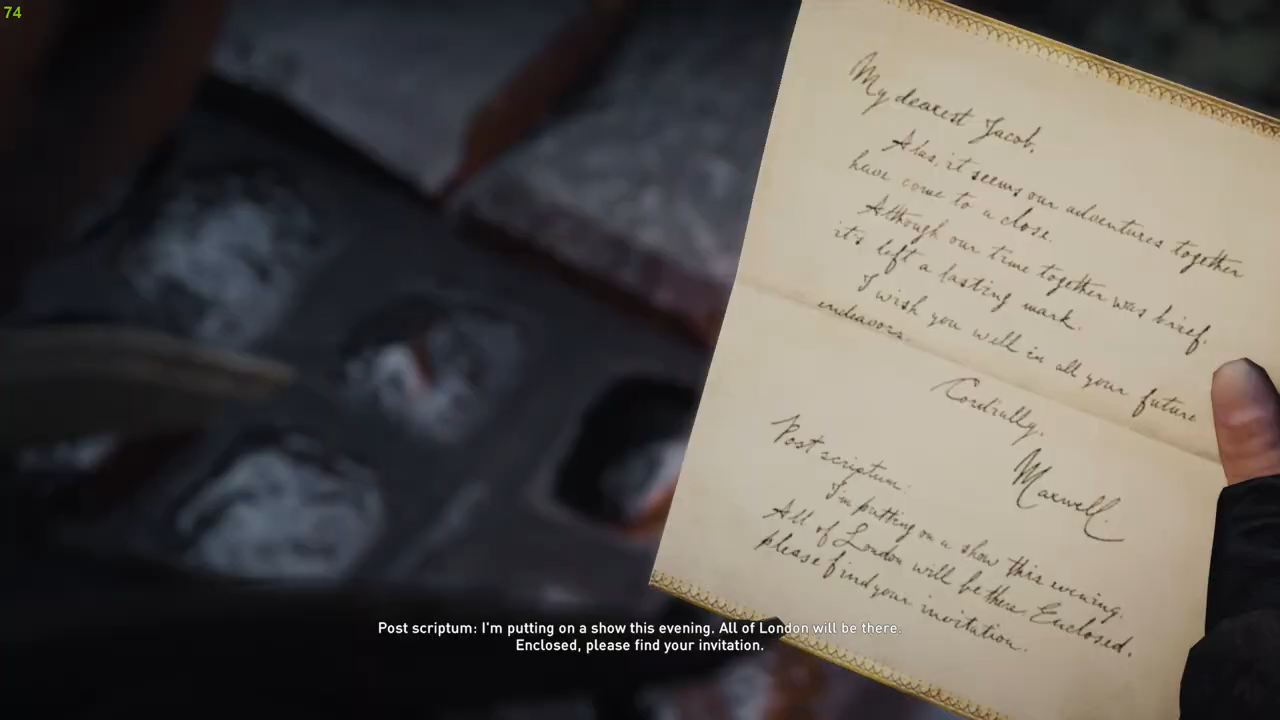 74
My dearest Jacob,
Alas, it seems our adventures together
have come to a close.
Although our time together was brief,
it's left a lasting mark.
I wish you well in all your future
endeavors.
Cordially,
Maxwell
Post scriptum:
I'm putting on a show this evening.
All of London will be there. Enclosed,
please find your invitation.
Post scriptum: I'm putting on a show this evening. All of London will be there.
Enclosed, please find your invitation.